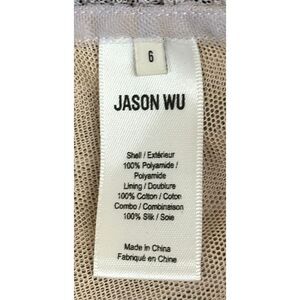 6
JASON WU
Shell / Extérieur
100% Polyamide /
Polyamide
Lining / Doublure
100% Cotton / Coton
Combo / Combinaison
100% Silk / Soie
Made in China
Fabriqué en Chine